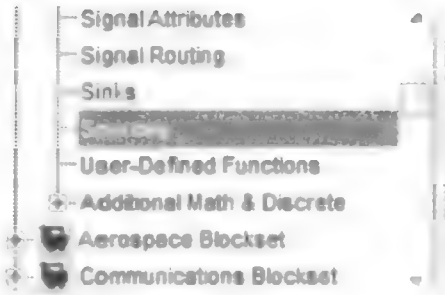 Signal Attributes
Signal Routing
Sinks
User-Defined Functions
Additional Math & Discrete
Aerospace Blockset
Communications Blockset